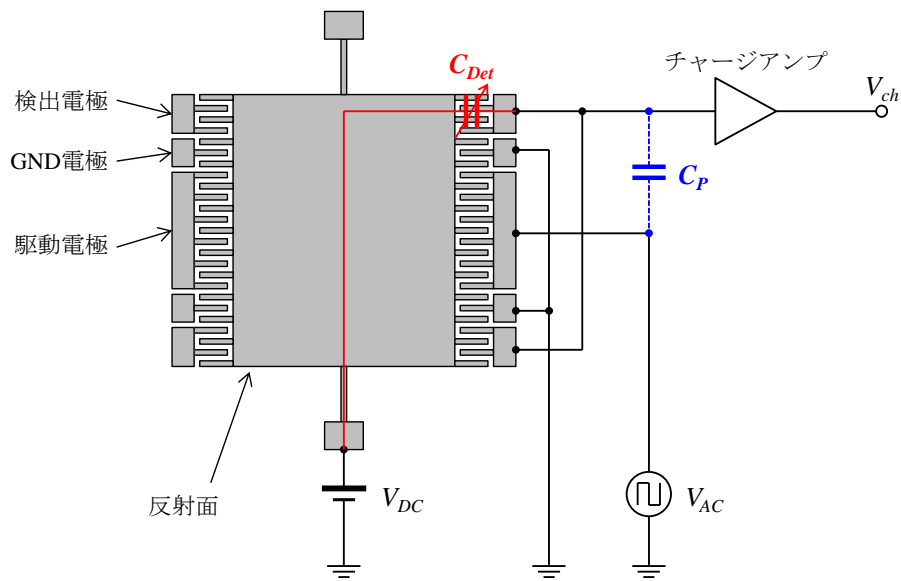 検出電極
GND電極
駆動電極
反射面
C_Det
チャージアンプ
V_ch
C_P
V_DC
V_AC